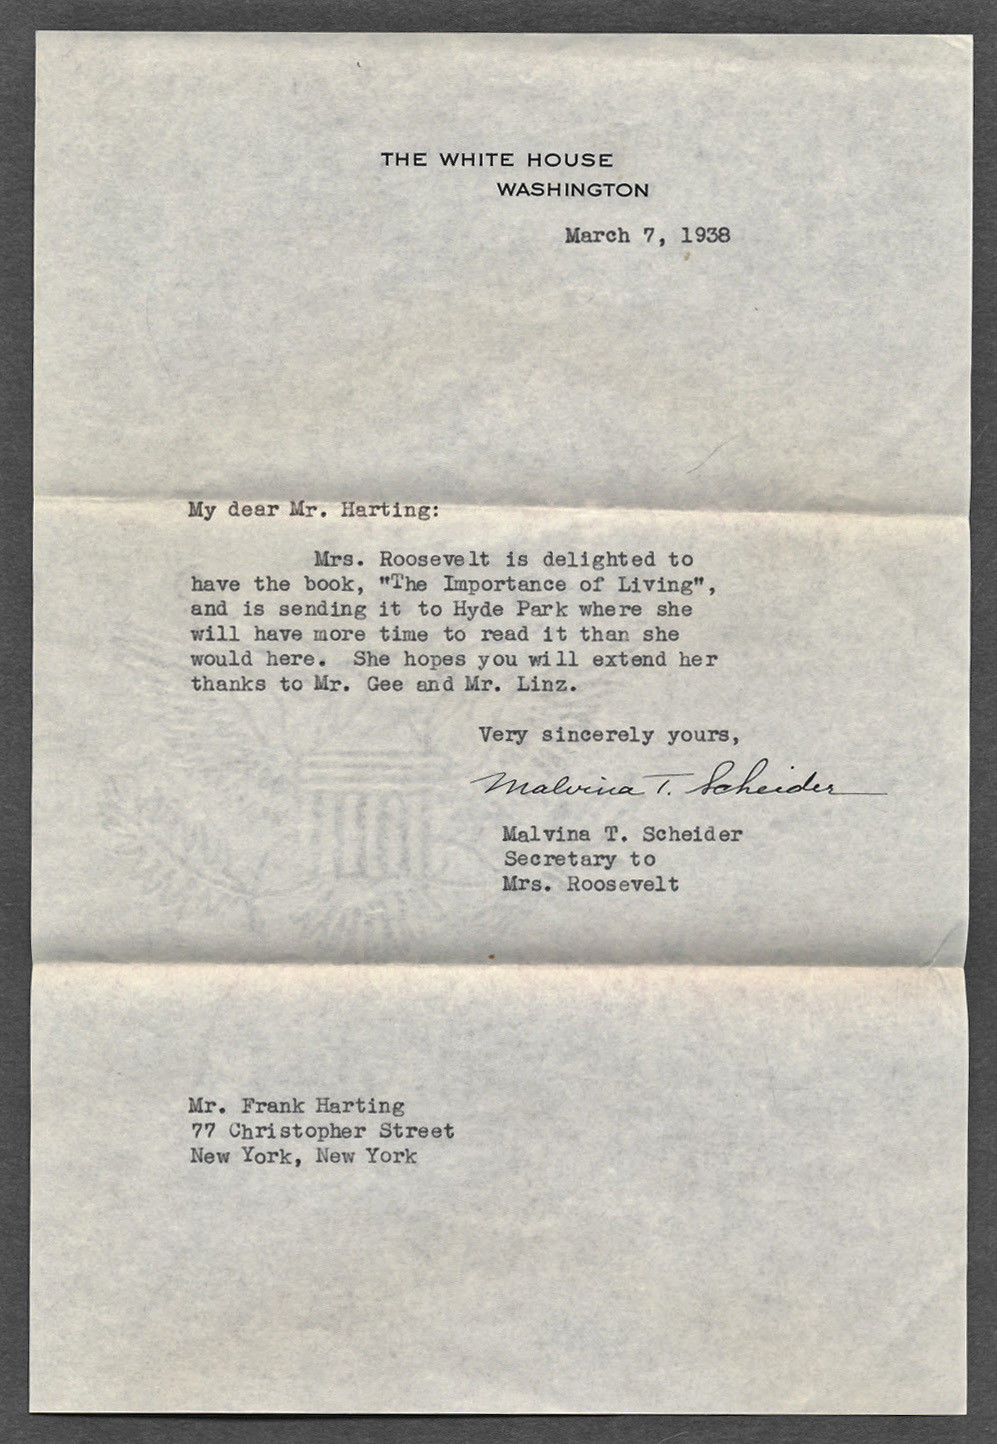 THE WHITE HOUSE
WASHINGTON
March 7, 1938
My dear Mr. Harting:
Mrs. Roosevelt is delighted to
have the book, "The Importance of Living",
and is sending it to Hyde Park where she
will have more time to read it than she
would here. She hopes you will extend her
thanks to Mr. Gee and Mr. Linz.
Very sincerely yours,
Malvina T. Scheider
Malvina T. Scheider
Secretary to
Mrs. Roosevelt
Mr. Frank Harting
77 Christopher Street
New York, New York